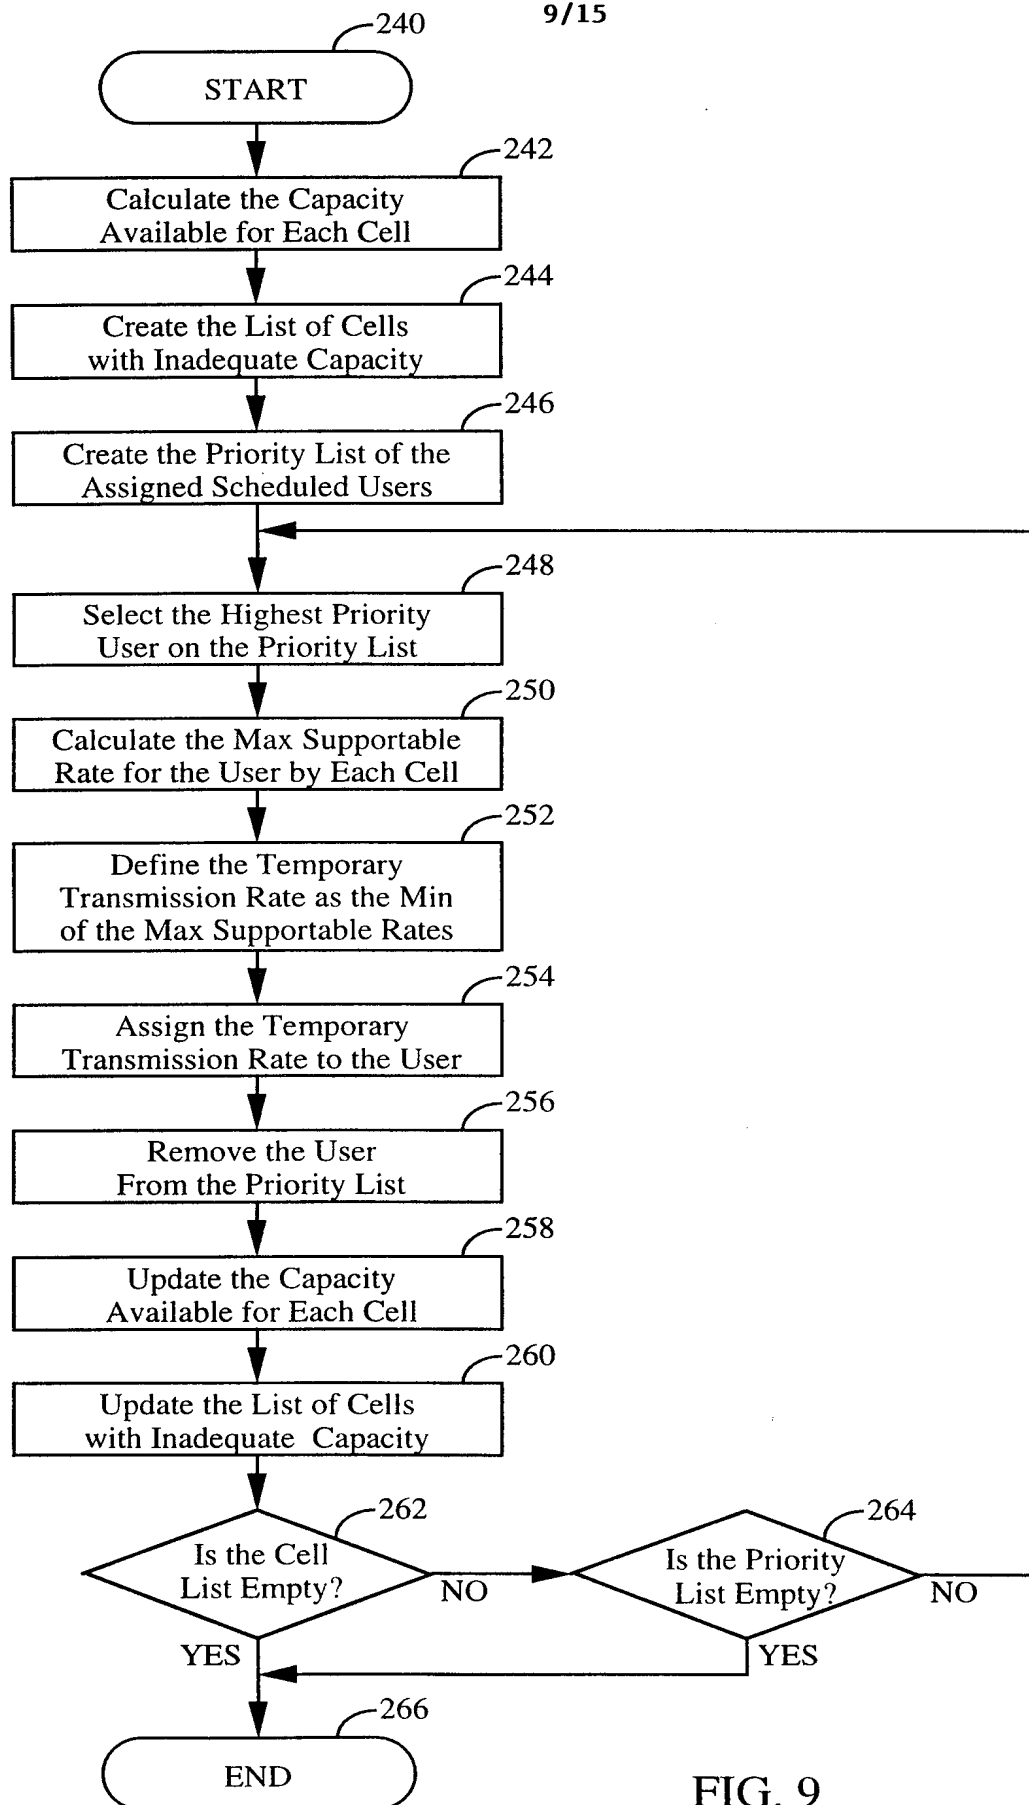 9/15
240
START
242
Calculate the Capacity
Available for Each Cell
244
Create the List of Cells
with Inadequate Capacity
246
Create the Priority List of the
Assigned Scheduled Users
248
Select the Highest Priority
User on the Priority List
250
Calculate the Max Supportable
Rate for the User by Each Cell
252
Define the Temporary
Transmission Rate as the Min
of the Max Supportable Rates
254
Assign the Temporary
Transmission Rate to the User
256
Remove the User
From the Priority List
258
Update the Capacity
Available for Each Cell
260
Update the List of Cells
with Inadequate Capacity
262
Is the Cell
List Empty?
NO
YES
264
Is the Priority
List Empty?
NO
YES
266
END
FIG. 9